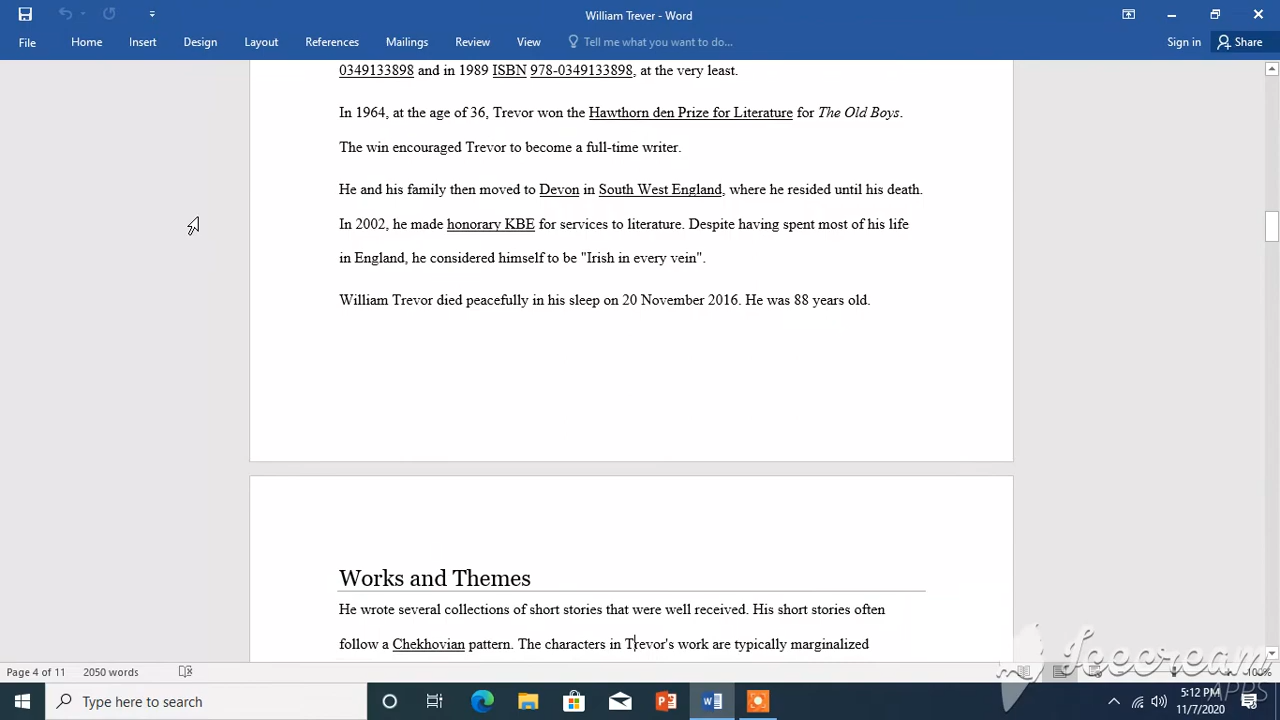 William Trever - Word
File Home Insert Design Layout References Mailings Review View Tell me what you want to do... Sign in Share
0349133898 and in 1989 ISBN 978-0349133898, at the very least.
In 1964, at the age of 36, Trevor won the Hawthorn den Prize for Literature for The Old Boys.
The win encouraged Trevor to become a full-time writer.
He and his family then moved to Devon in South West England, where he resided until his death.
In 2002, he made honorary KBE for services to literature. Despite having spent most of his life
in England, he considered himself to be "Irish in every vein".
William Trevor died peacefully in his sleep on 20 November 2016. He was 88 years old.
Works and Themes
He wrote several collections of short stories that were well received. His short stories often
follow a Chekhovian pattern. The characters in Trevor's work are typically marginalized
Icecream
APPS
Page 4 of 11 2050 words 100%
Type here to search
5:12 PM
11/7/2020